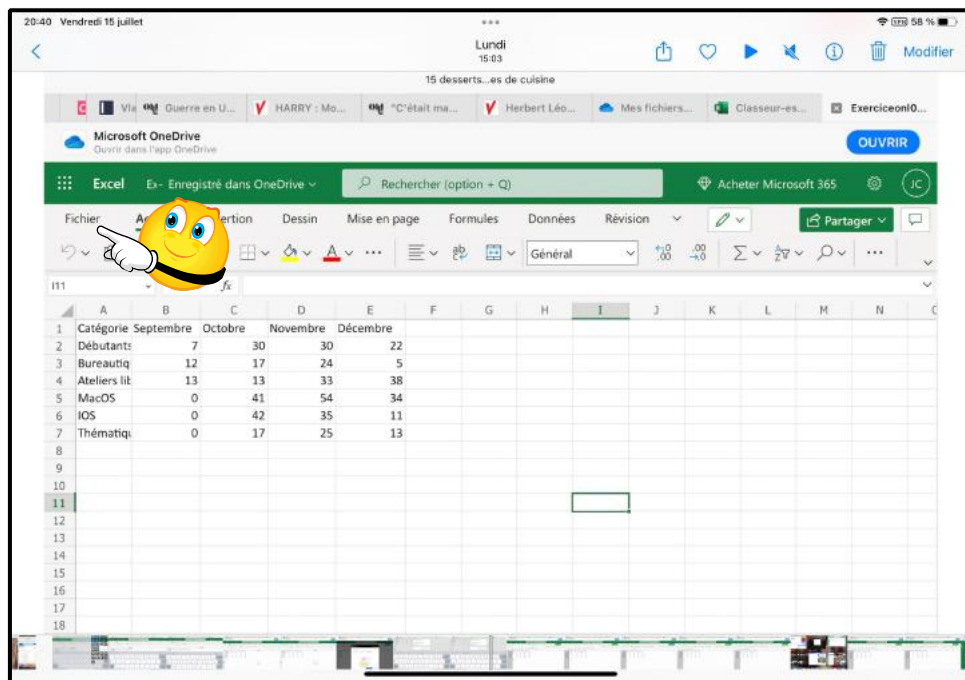 20:40 Vendredi 15 juillet 58 %
Lundi
15:03
Modifier
15 desserts...es de cuisine
Vla
Guerre en U...
HARRY : Mo...
"C'était ma...
Herbert Léo...
Mes fichiers...
Classeur-es...
Exerciceonl0...
Microsoft OneDrive
Ouvrir dans l'app OneDrive
OUVRIR
Excel Ex- Enregistré dans OneDrive Rechercher (option + Q) Acheter Microsoft 365 JC
Fichier A ertion Dessin Mise en page Formules Données Révision Partager
Général
I11 fx
A B C D E F G H I J K L M N
1 Catégorie Septembre Octobre Novembre Décembre
2 Débutants 7 30 30 22
3 Bureautiq 12 17 24 5
4 Ateliers lib 13 13 33 38
5 MacOS 0 41 54 34
6 IOS 0 42 35 11
7 Thématiqu 0 17 25 13
8
9
10
11
12
13
14
15
16
17
18